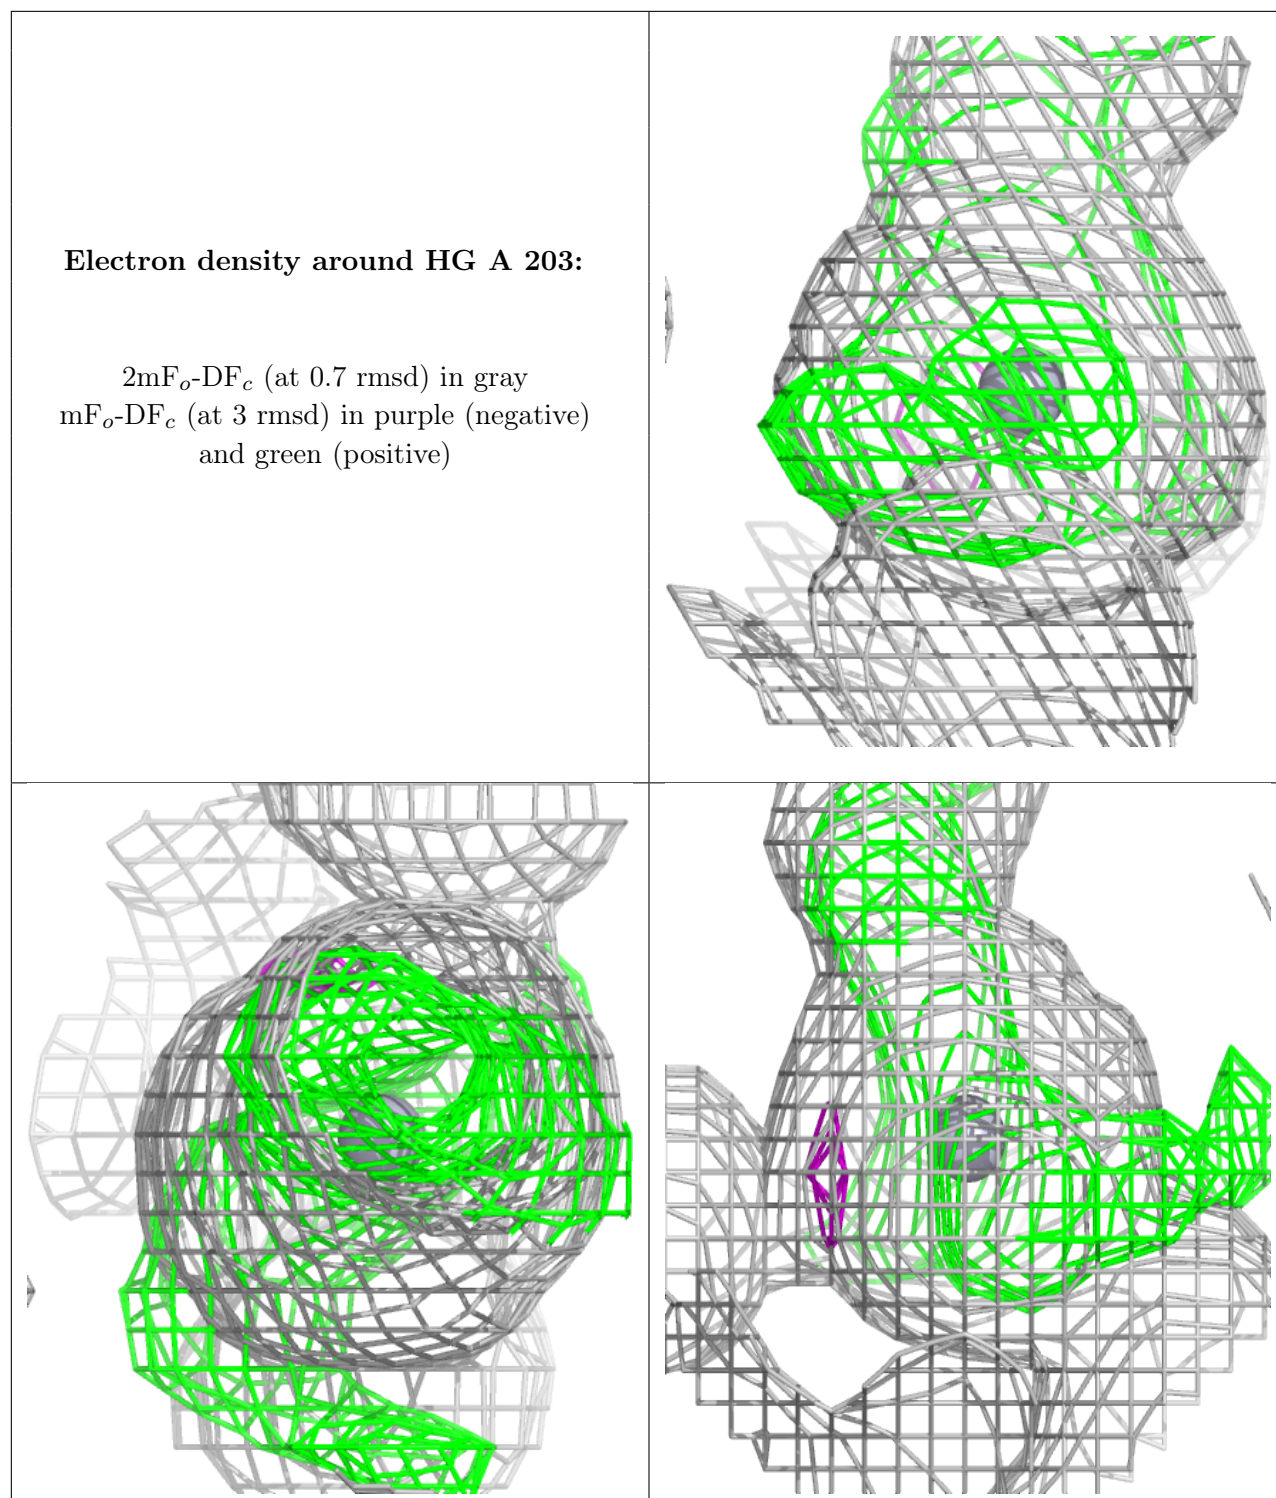 Electron density around HG A 203:
2mFo-DFc (at 0.7 rmsd) in gray
mFo-DFc (at 3 rmsd) in purple (negative)
and green (positive)